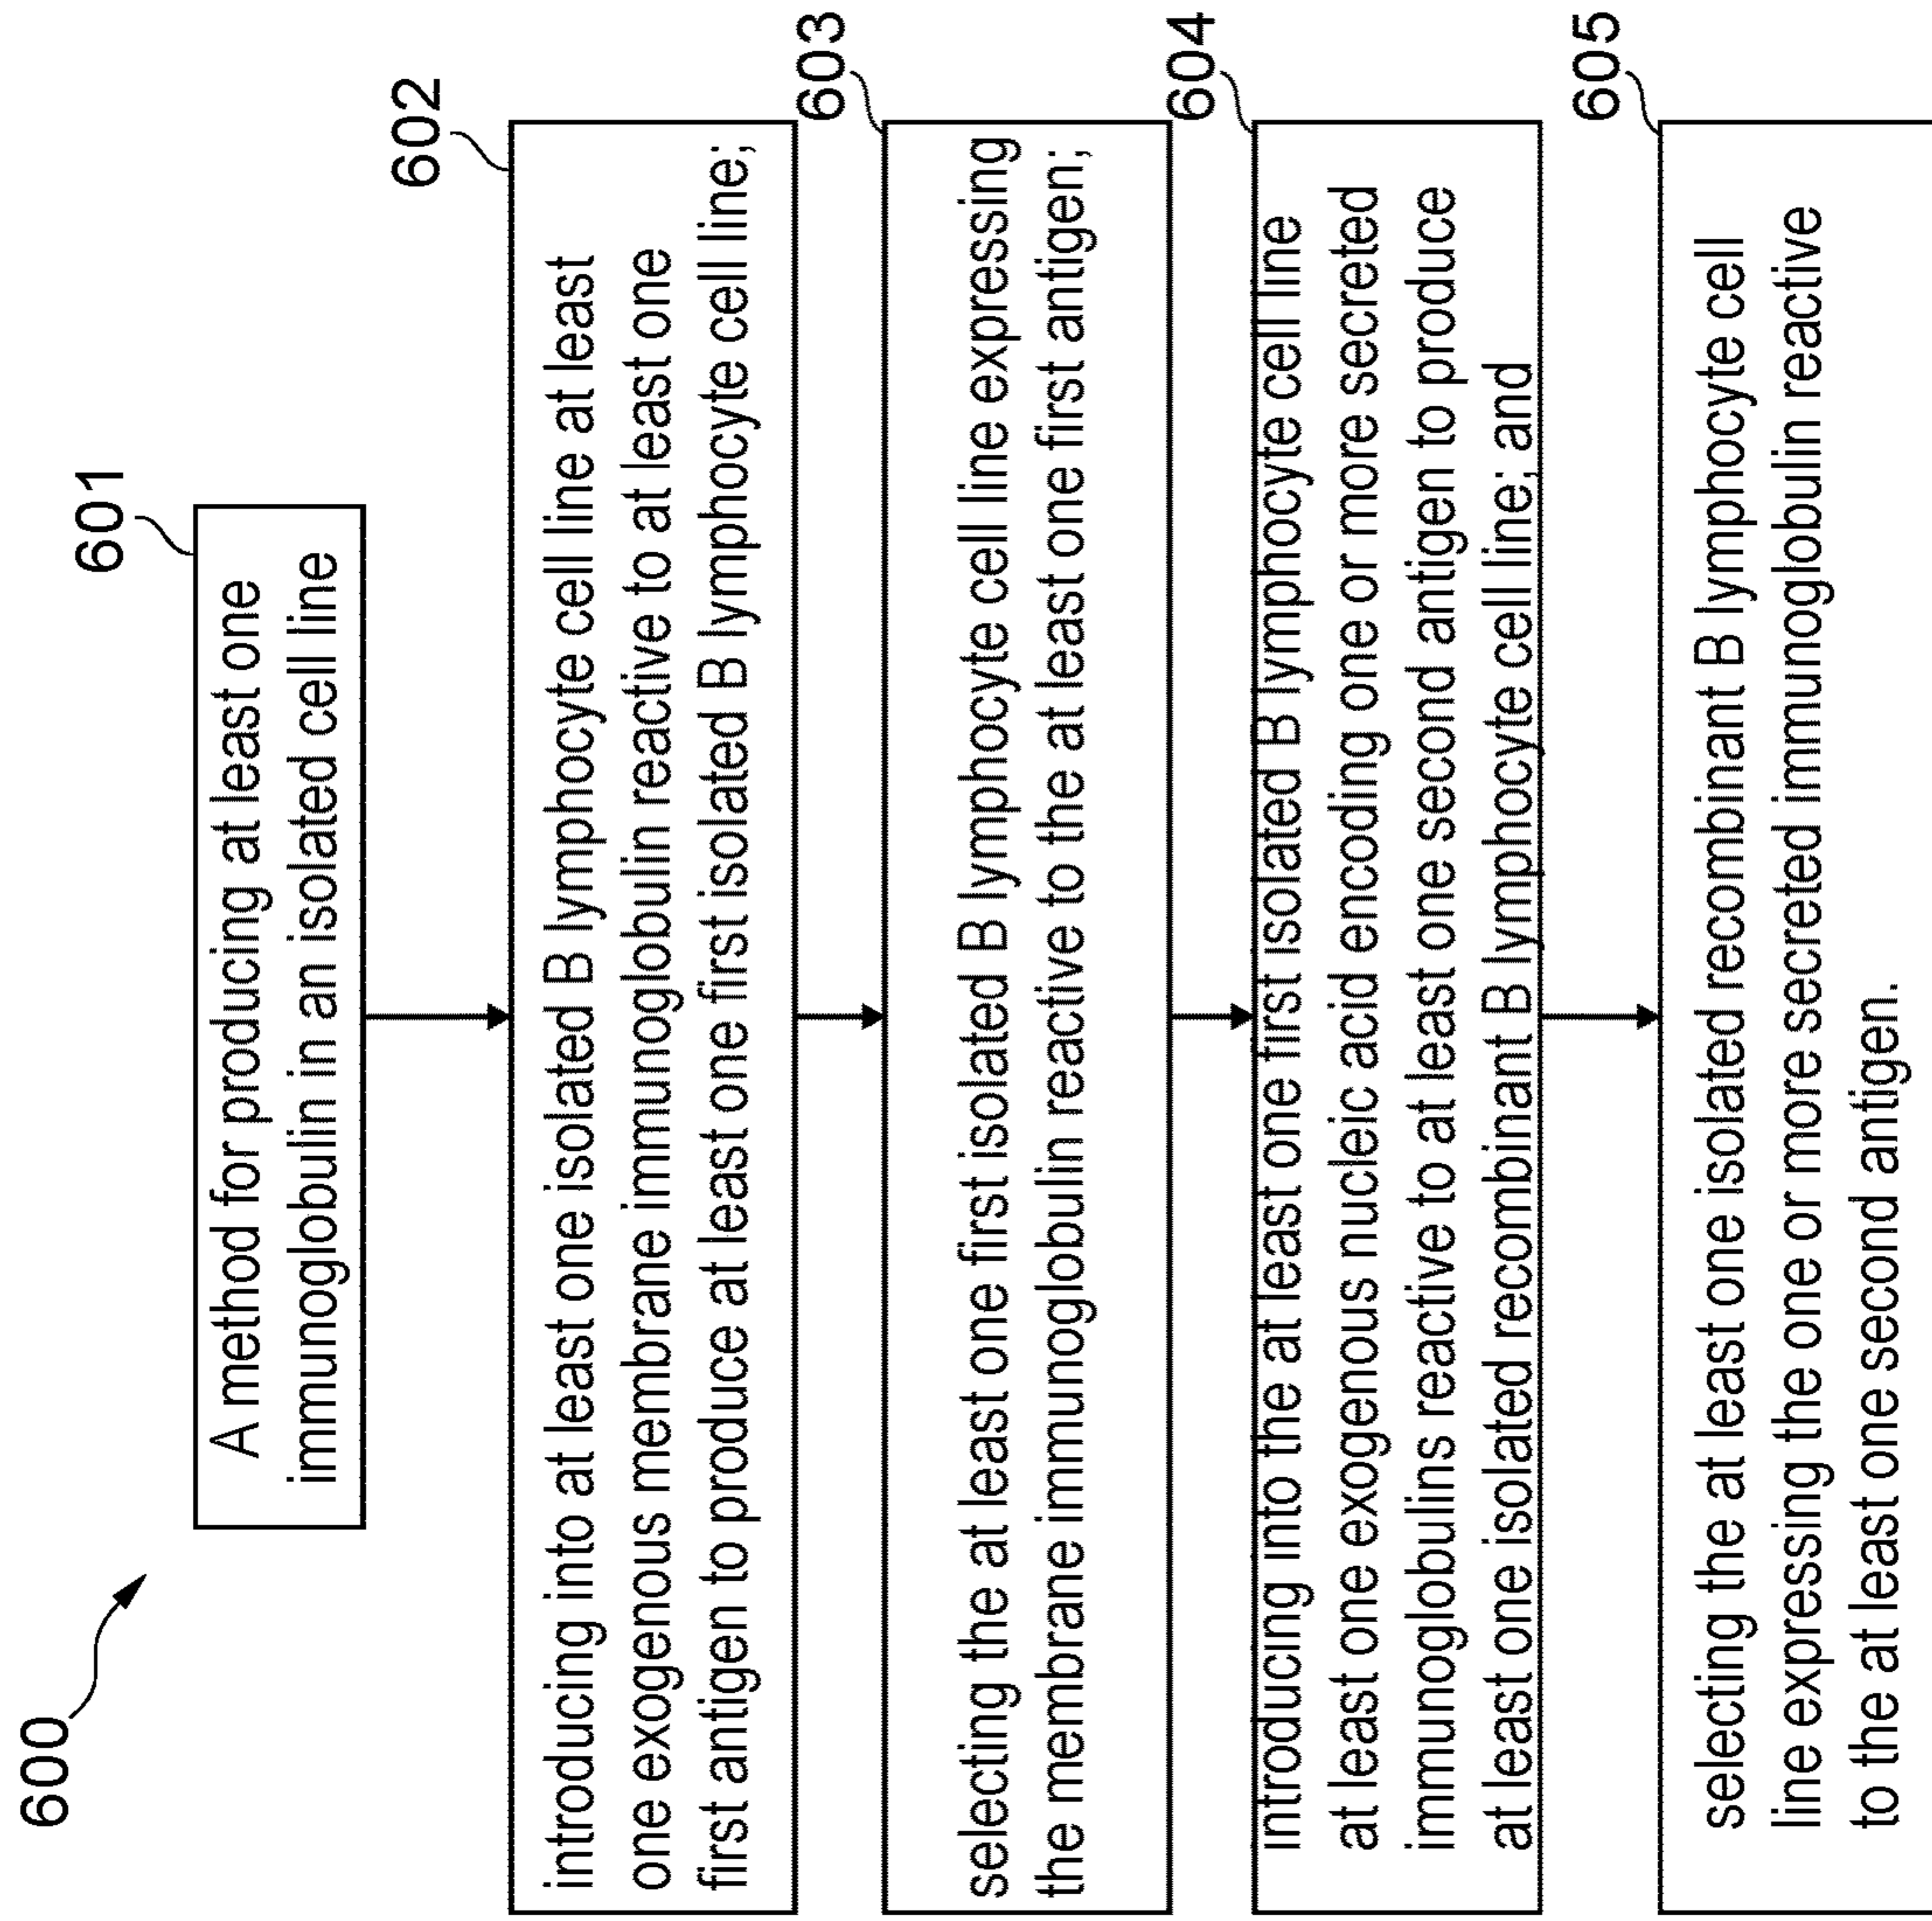 600
601
A method for producing at least one
immunoglobulin in an isolated cell line
602
introducing into at least one isolated B lymphocyte cell line at least
one exogenous membrane immunoglobulin reactive to at least one
first antigen to produce at least one first isolated B lymphocyte cell line;
603
selecting the at least one first isolated B lymphocyte cell line expressing
the membrane immunoglobulin reactive to the at least one first antigen;
604
introducing into the at least one first isolated B lymphocyte cell line
at least one exogenous nucleic acid encoding one or more secreted
immunoglobulins reactive to at least one second antigen to produce
at least one isolated recombinant B lymphocyte cell line; and
605
selecting the at least one isolated recombinant B lymphocyte cell
line expressing the one or more secreted immunoglobulin reactive
to the at least one second antigen.